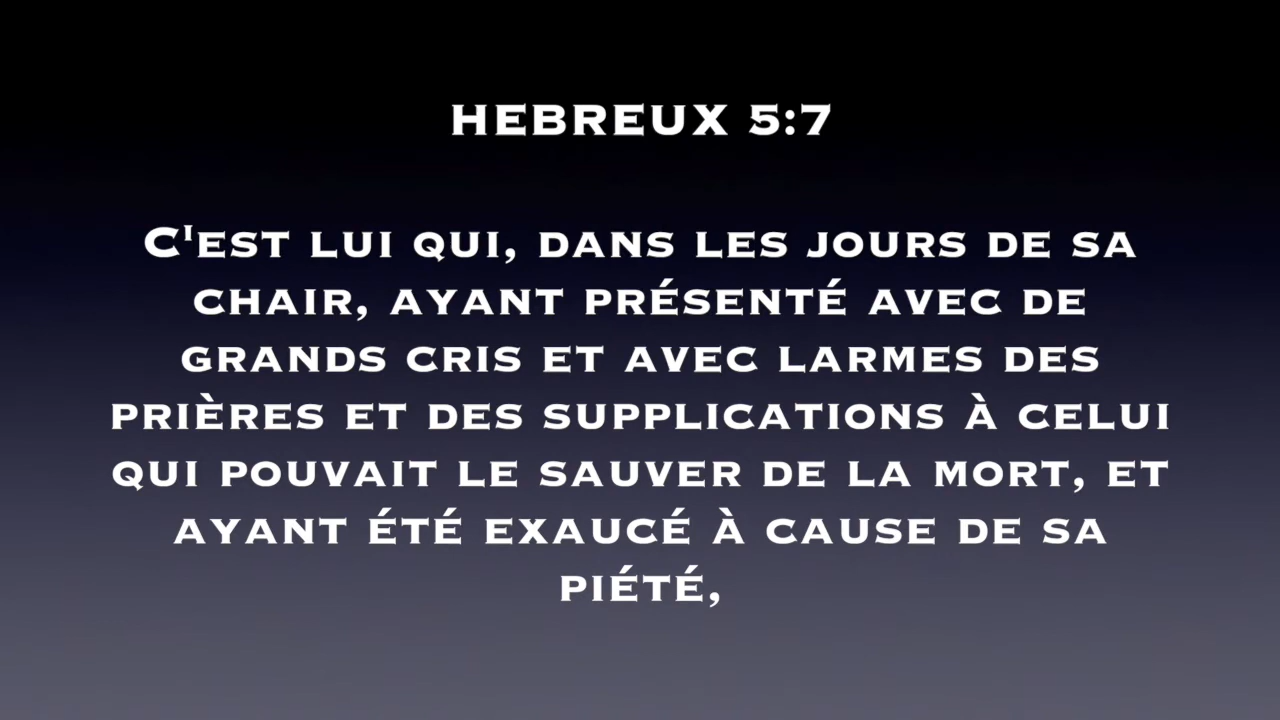 HEBREUX 5:7
C'EST LUI QUI, DANS LES JOURS DE SA
CHAIR, AYANT PRÉSENTÉ AVEC DE
GRANDS CRIS ET AVEC LARMES DES
PRIÈRES ET DES SUPPLICATIONS À CELUI
QUI POUVAIT LE SAUVER DE LA MORT, ET
AYANT ÉTÉ EXAUCÉ À CAUSE DE SA
PIÉTÉ,